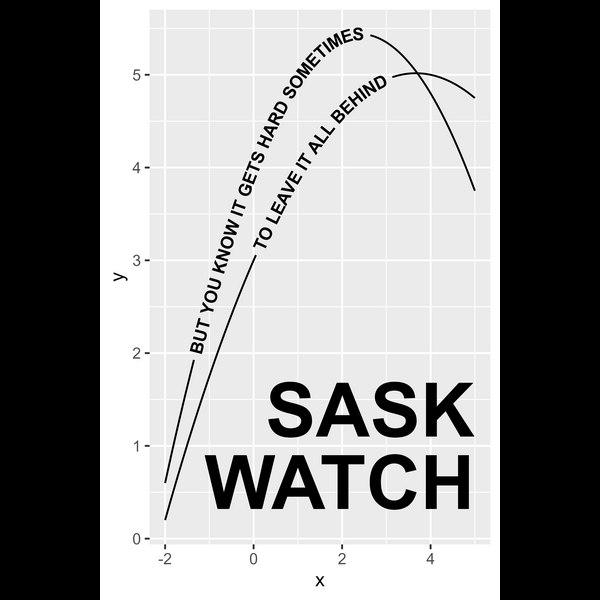 BUT YOU KNOW IT GETS HARD SOMETIMES
TO LEAVE IT ALL BEHIND
SASK
WATCH
y
5
4
3
2
1
0
-2 0 2 4
x